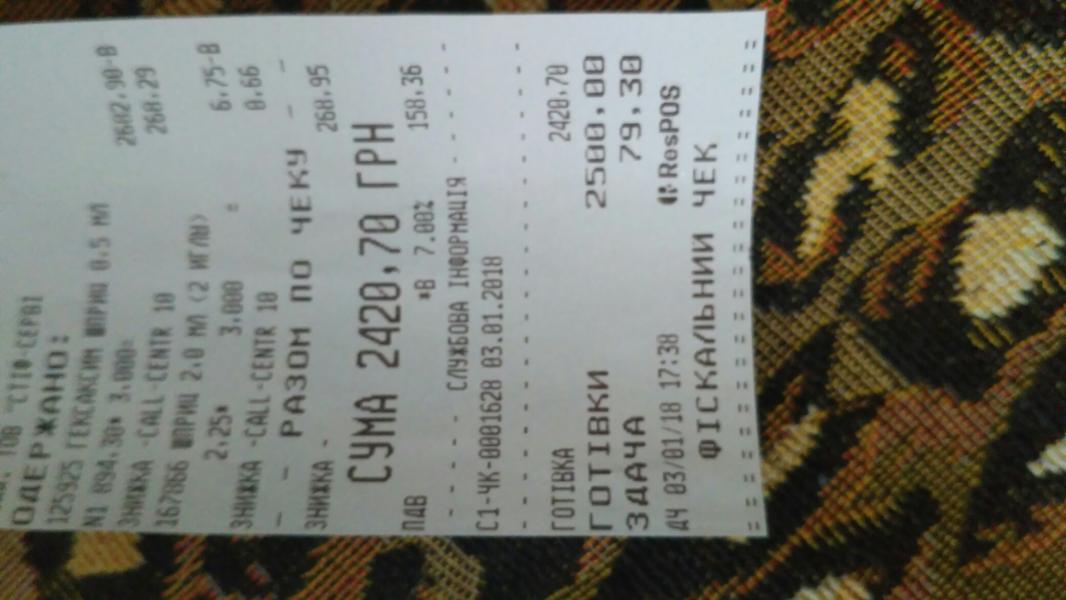 ТОВ "СТІО-СЕРВІ
ОДЕРЖАНО:
125925 ГЕКСАКСИМ ШПРИЦ 0.5 МЛ
N1 894,30* 3,000= 2682,90-В
ЗНИЖКА -CALL-CENTR 10 268.29
167866 ШПРИЦ 2.0 МЛ (2 ИГЛЫ)
2,25* 3,000 = 6,75-В
ЗНИЖКА -CALL-CENTR 10 0.66
- - РАЗОМ ПО ЧЕКУ - -
ЗНИЖКА - 268.95
СУМА 2420,70 ГРН
ПДВ *В 7.00% 158.36
- - - - - СЛУЖБОВА ІНФОРМАЦІЯ - - - - -
С1-ЧК-0001628 03.01.2018
ГОТІВКА 2420,70
ГОТІВКИ 2500,00
ЗДАЧА 79,30
ДЧ 03/01/18 17:38 RosPOS
ФІСКАЛЬНИЙ ЧЕК